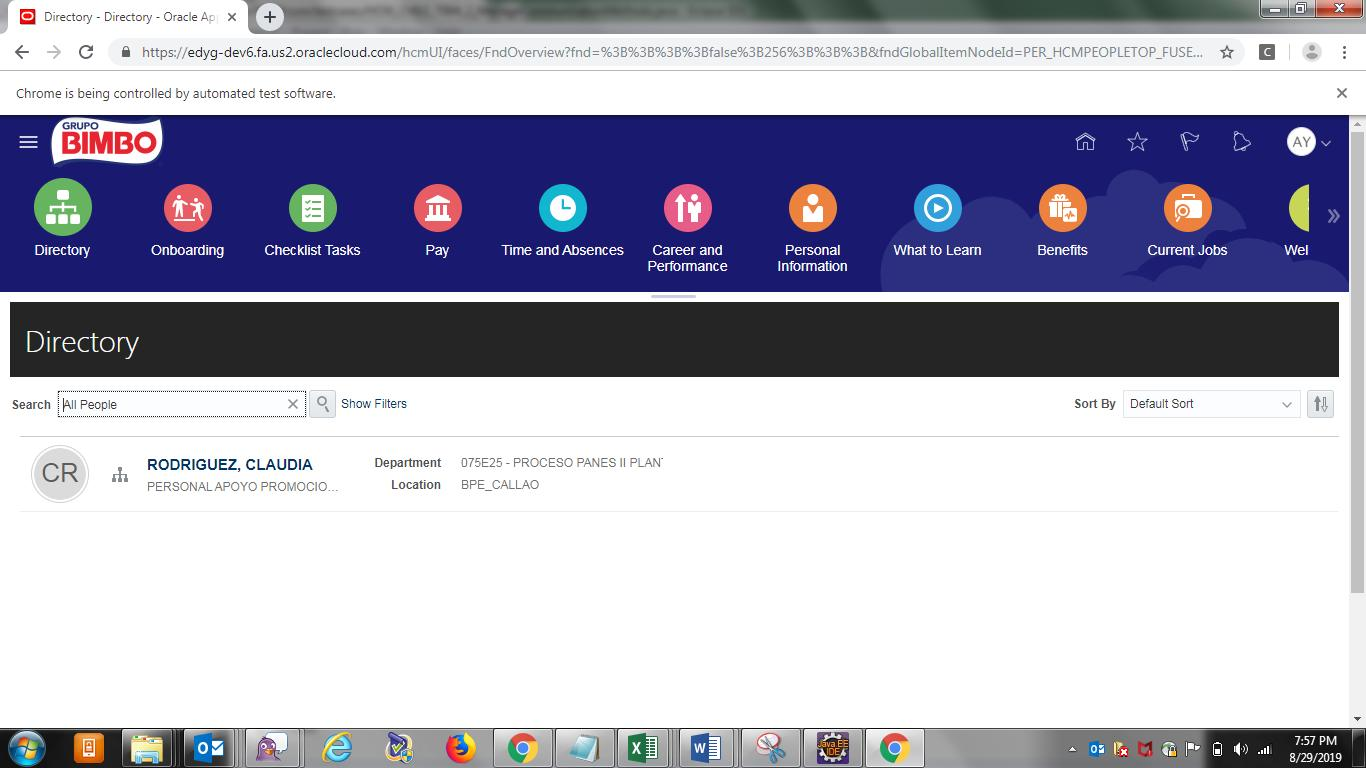 Directory - Directory - Oracle Ap
https://edyg-dev6.fa.us2.oraclecloud.com/hcmUI/faces/FndOverview?fnd=%3B%3B%3B%3Bfalse%3B256%3B%3B%3B&fndGlobalItemNodeId=PER_HCMPEOPLETOP_FUSE...
C
Chrome is being controlled by automated test software.
GRUPO
BIMBO
AY
Directory
Onboarding
Checklist Tasks
Pay
Time and Absences
Career and
Performance
Personal
Information
What to Learn
Benefits
Current Jobs
Wel
Directory
Search All People Show Filters Sort By Default Sort
CR
RODRIGUEZ, CLAUDIA
PERSONAL APOYO PROMOCIO...
Department 075E25 - PROCESO PANES II PLANT
Location BPE_CALLAO
Java EE
IDE
7:57 PM
8/29/2019